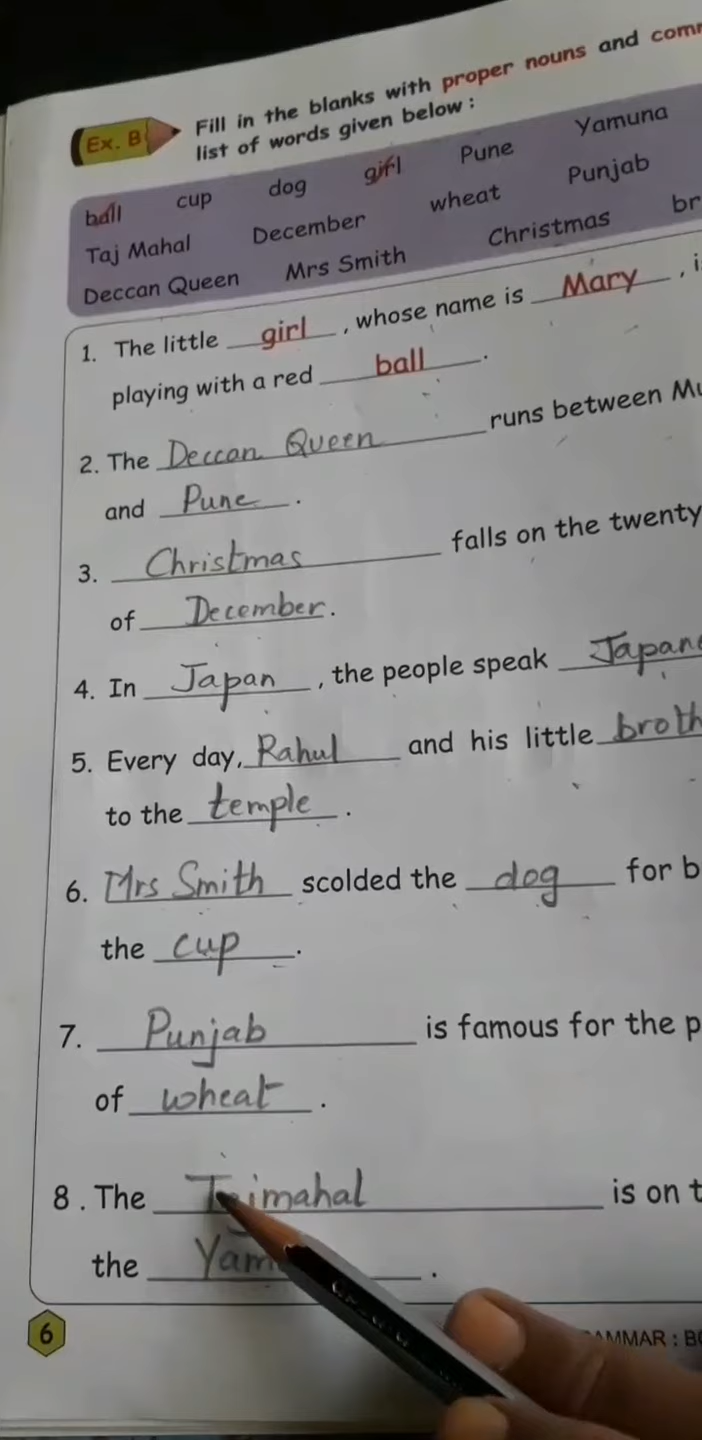 Ex. B Fill in the blanks with proper nouns and
list of words given below :
ball cup dog girl Pune Yamuna
Taj Mahal December wheat Punjab
Deccan Queen Mrs Smith Christmas
1. The little girl , whose name is Mary ,
playing with a red ball .
2. The Deccan Queen runs between
and Pune .
3. Christmas falls on the twenty
of December .
4. In Japan , the people speak
5. Every day, Rahul and his little
to the temple .
6. Mrs Smith scolded the dog for
the cup .
7. Punjab is famous for the
of wheat .
8 . The Tajmahal is on
the .
6